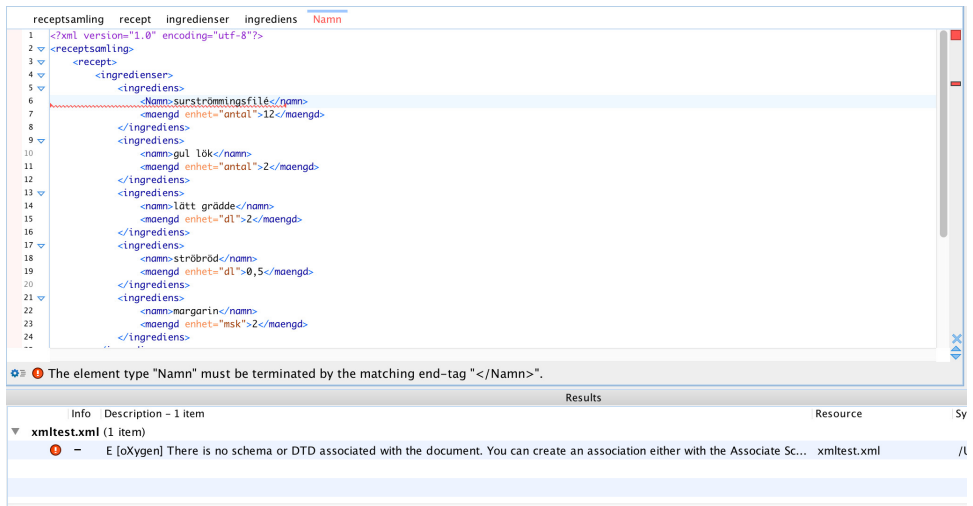 receptsamling recept ingredienser ingrediens Namn
1 <?xml version="1.0" encoding="utf-8"?>
2 <receptsamling>
3 <recept>
4 <ingredienser>
5 <ingrediens>
6 <Namn>surströmmingsfilé</namn>
7 <maengd enhet="antal">12</maengd>
8 </ingrediens>
9 <ingrediens>
10 <namn>gul lök</namn>
11 <maengd enhet="antal">2</maengd>
12 </ingrediens>
13 <ingrediens>
14 <namn>lätt grädde</namn>
15 <maengd enhet="dl">2</maengd>
16 </ingrediens>
17 <ingrediens>
18 <namn>ströbröd</namn>
19 <maengd enhet="dl">0,5</maengd>
20 </ingrediens>
21 <ingrediens>
22 <namn>margarin</namn>
23 <maengd enhet="msk">2</maengd>
24 </ingrediens>
The element type "Namn" must be terminated by the matching end-tag "</Namn>".
Results
Info Description – 1 item Resource Sy
xmltest.xml (1 item)
E [oXygen] There is no schema or DTD associated with the document. You can create an association either with the Associate Sc... xmltest.xml /U